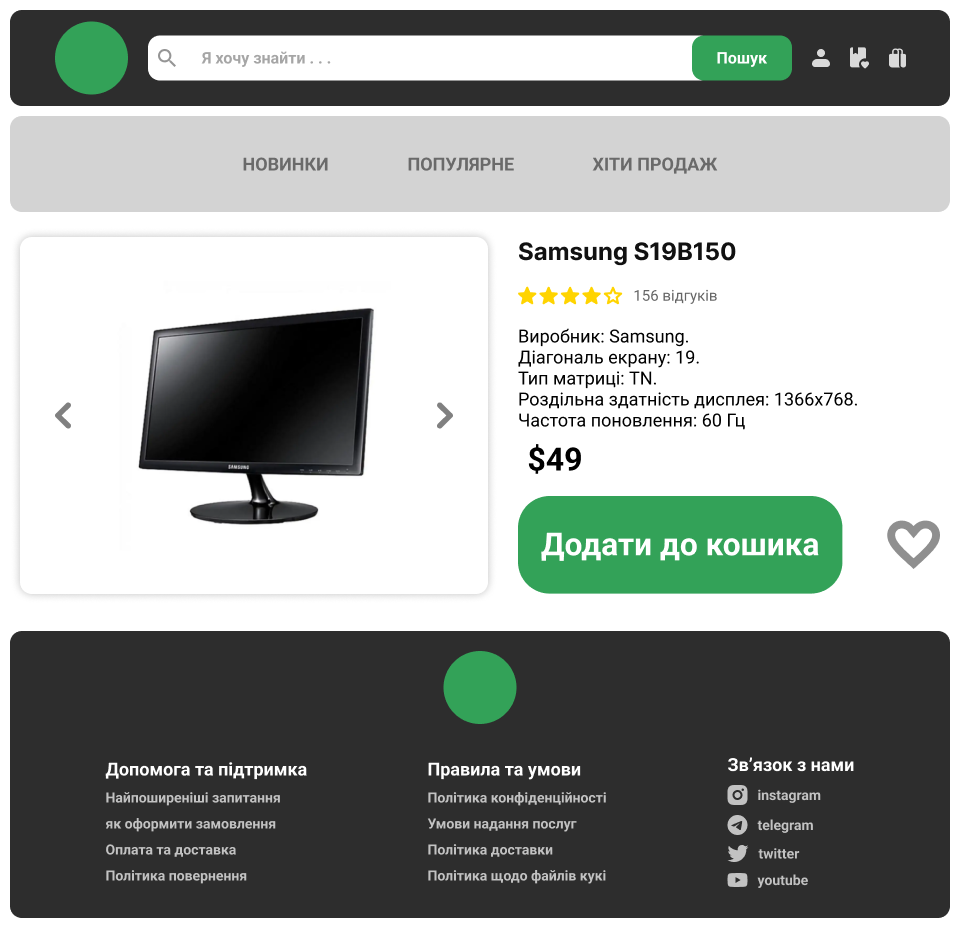 Я хочу знайти . . .
Пошук
НОВИНКИ
ПОПУЛЯРНЕ
ХІТИ ПРОДАЖ
Samsung S19B150
156 відгуків
Виробник: Samsung.
Діагональ екрану: 19.
Тип матриці: TN.
Роздільна здатність дисплея: 1366x768.
Частота поновлення: 60 Гц
$49
SAMSUNG
Додати до кошика
Допомога та підтримка
Найпоширеніші запитання
як оформити замовлення
Оплата та доставка
Політика повернення
Правила та умови
Політика конфіденційності
Умови надання послуг
Політика доставки
Політика щодо файлів кукі
Зв’язок з нами
instagram
telegram
twitter
youtube